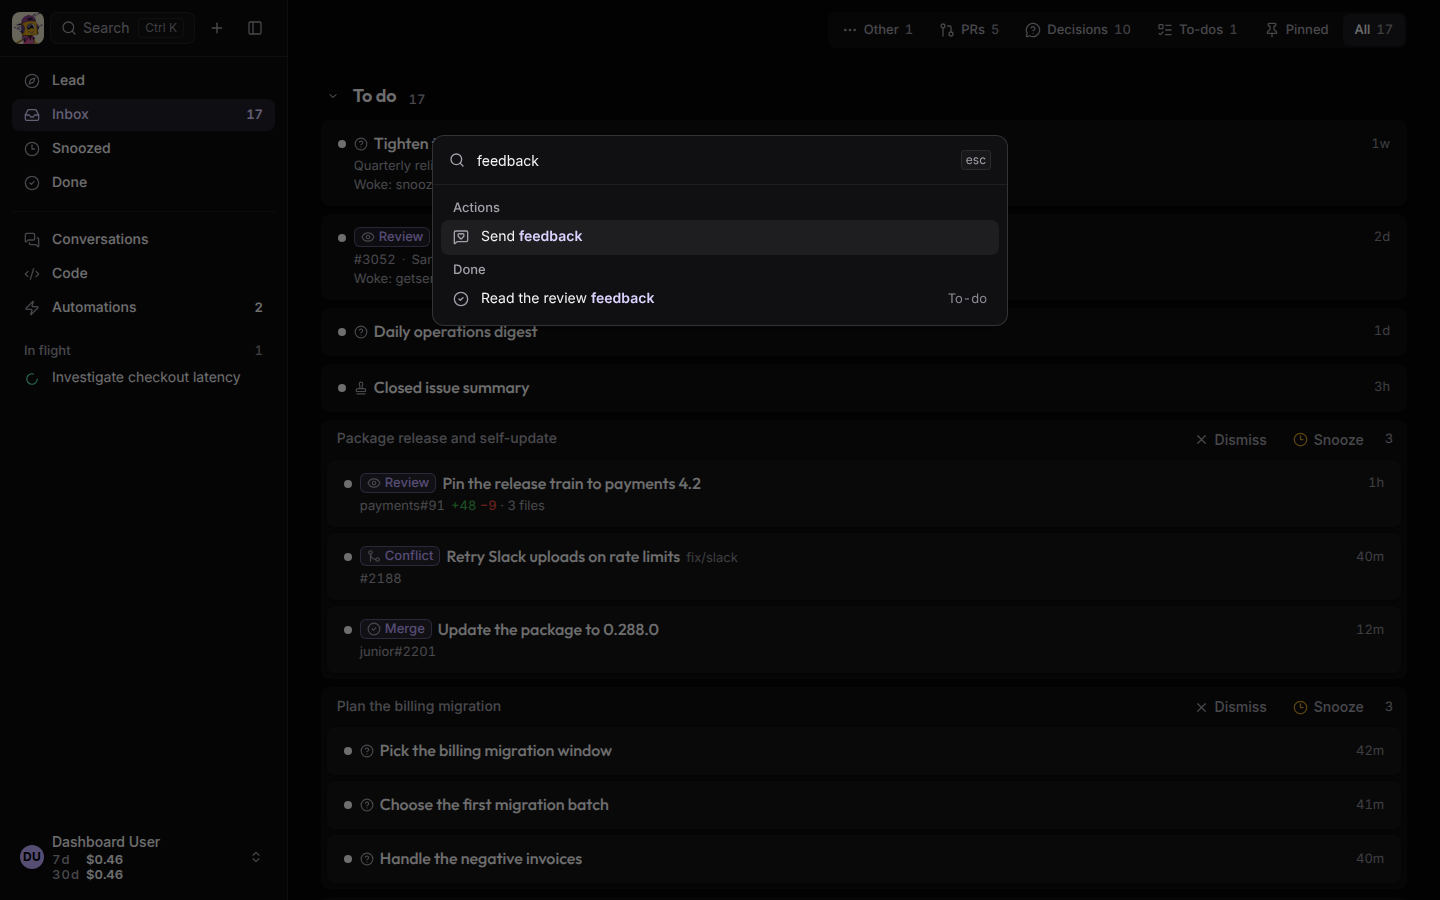 Search Ctrl K
Lead
Inbox 17
Snoozed
Done
Conversations
Code
Automations 2
In flight 1
Investigate checkout latency
Dashboard User
7d $0.46
30d $0.46
Other 1 PRs 5 Decisions 10 To-dos 1 Pinned All 17
To do 17
Tighten 1w
Quarterly
Woke:
feedback esc
Actions
Send feedback
Done
Read the review feedback To-do
Review 2d
#3052 ·
Woke:
Daily operations digest 1d
Closed issue summary 3h
Package release and self-update Dismiss Snooze 3
Review Pin the release train to payments 4.2 1h
payments#91 +48 −9 · 3 files
Conflict Retry Slack uploads on rate limits fix/slack 40m
#2188
Merge Update the package to 0.288.0 12m
junior#2201
Plan the billing migration Dismiss Snooze 3
Pick the billing migration window 42m
Choose the first migration batch 41m
Handle the negative invoices 40m
DU